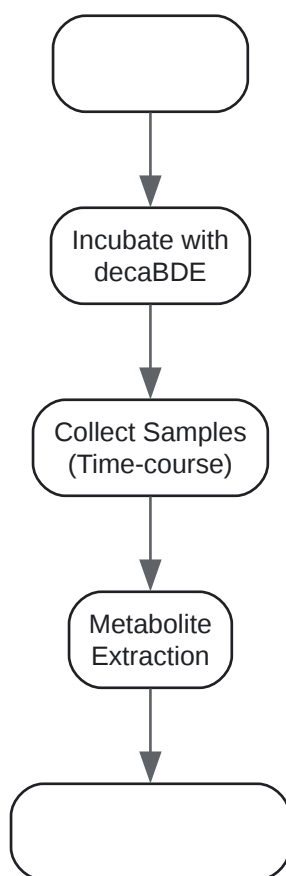 Incubate with
decaBDE
Collect Samples
(Time-course)
Metabolite
Extraction